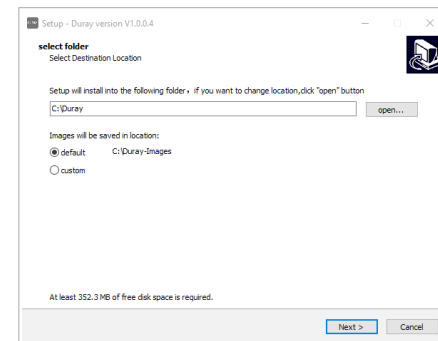 Setup - Duray version V1.0.0.4
select folder
Select Destination Location
Setup will install into the following folder，if you want to change location,click "open" button
C:\Duray
open...
Images will be saved in location:
default C:\Duray-Images
custom
At least 352.3 MB of free disk space is required.
Next >
Cancel